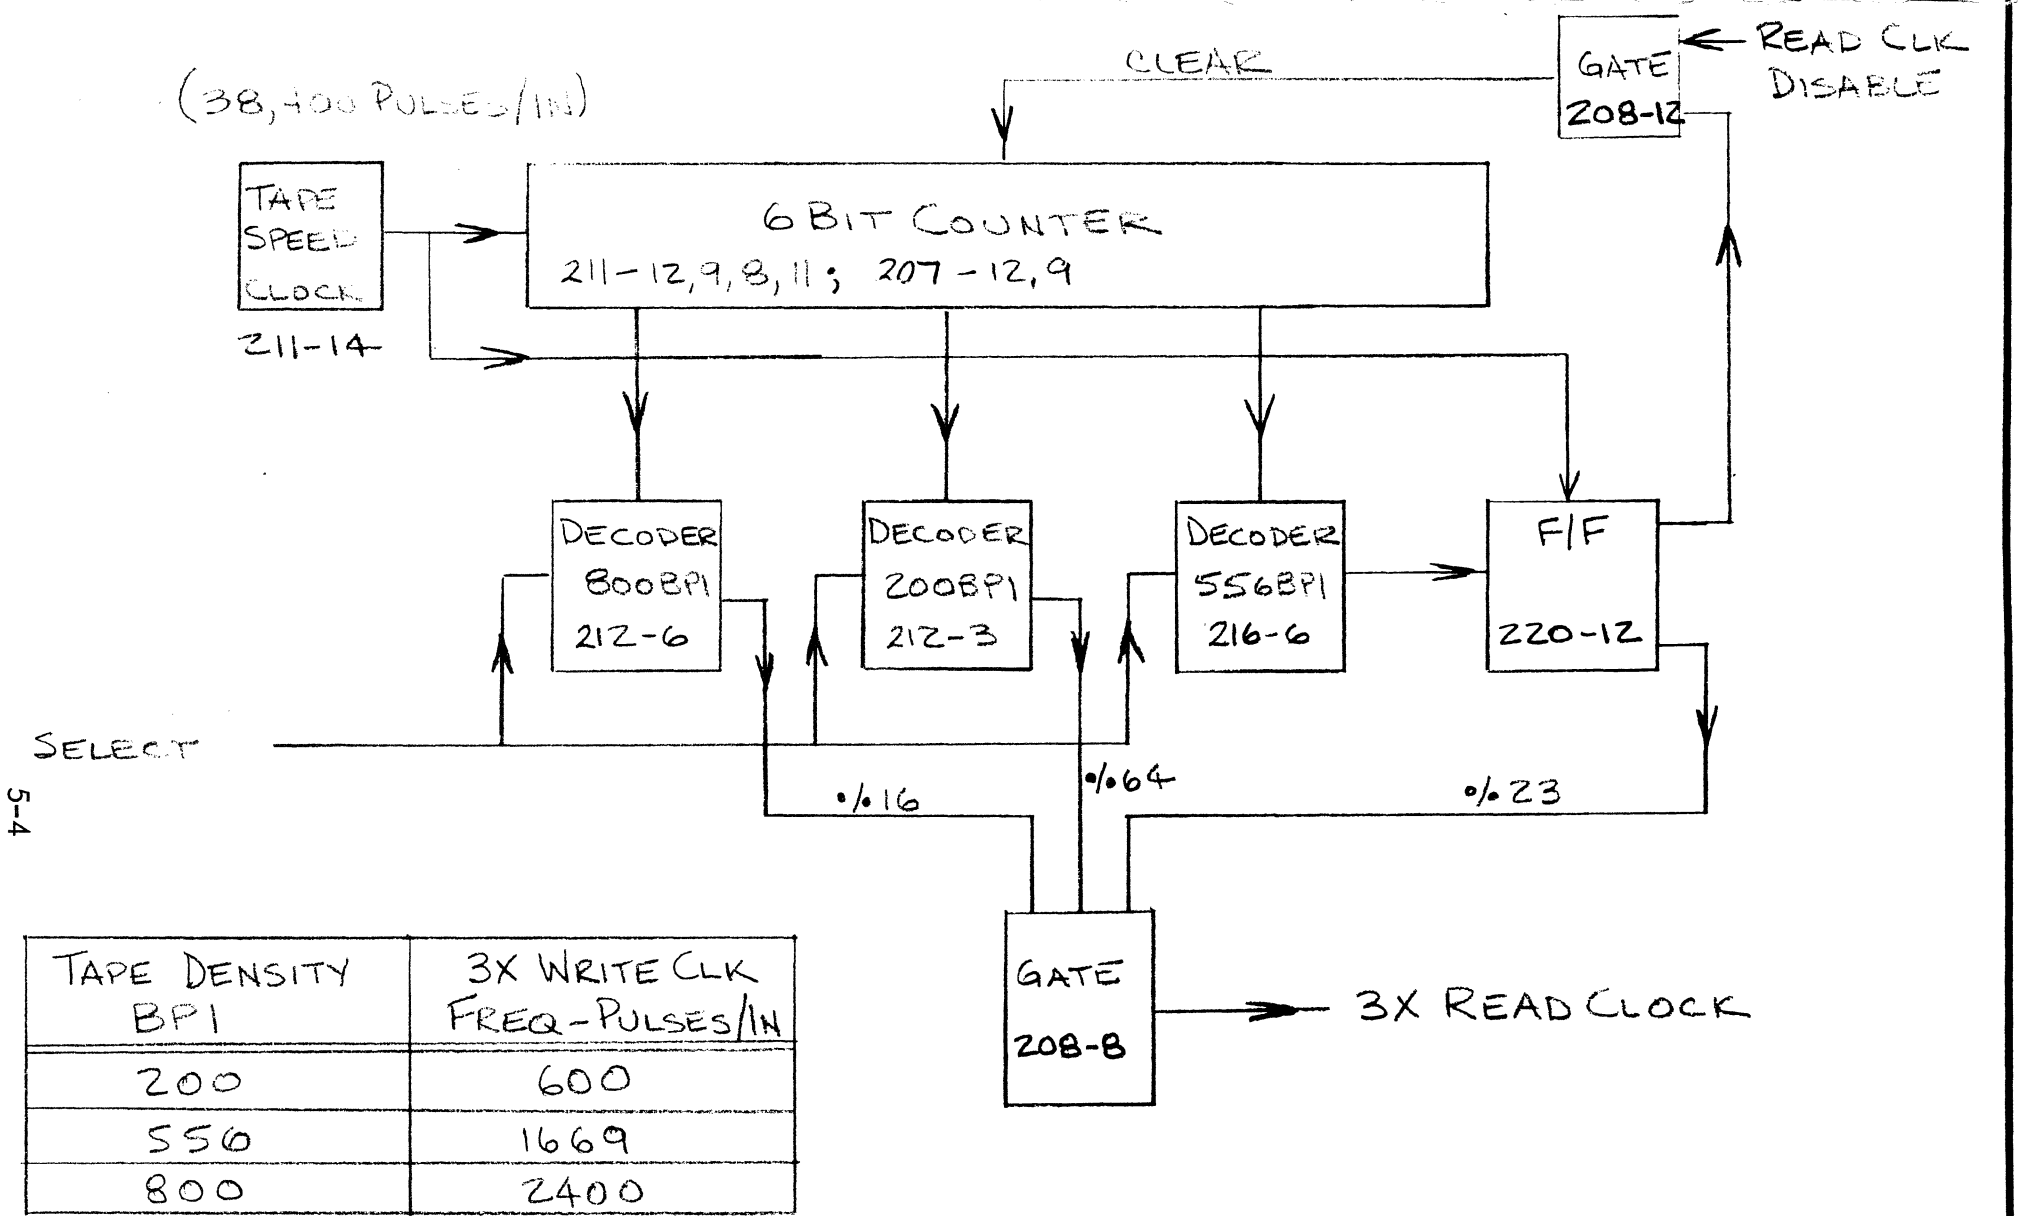 CLEAR
GATE
208-12
READ CLK
DISABLE
(38,400 PULSES/IN)
TAPE
SPEED
CLOCK
211-14
6 BIT COUNTER
211-12,9,8,11; 207-12,9
DECODER
800BPI
212-6
DECODER
200BPI
212-3
DECODER
556BPI
216-6
F/F
220-12
SELECT
5-4
•/•16
•/•64
•/•23
GATE
208-8
3X READ CLOCK
TAPE DENSITY
BPI
3X WRITE CLK
FREQ-PULSES/IN
200
600
556
1669
800
2400